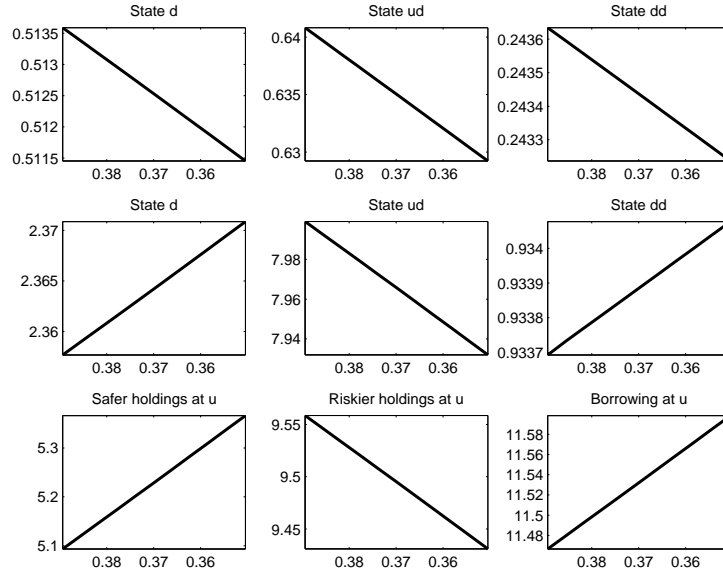 State d State ud State dd
0.5135
0.513
0.5125
0.512
0.5115
0.38 0.37 0.36
0.64
0.635
0.63
0.38 0.37 0.36
0.2436
0.2435
0.2434
0.2433
0.38 0.37 0.36
State d State ud State dd
2.37
2.365
2.36
0.38 0.37 0.36
7.98
7.96
7.94
0.38 0.37 0.36
0.934
0.9339
0.9338
0.9337
0.38 0.37 0.36
Safer holdings at u Riskier holdings at u Borrowing at u
5.3
5.2
5.1
0.38 0.37 0.36
9.55
9.5
9.45
0.38 0.37 0.36
11.58
11.56
11.54
11.52
11.5
11.48
0.38 0.37 0.36